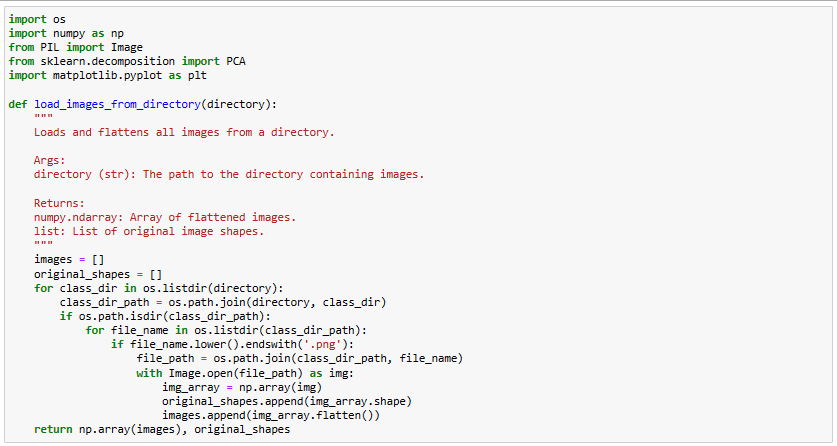 import os
import numpy as np
from PIL import Image
from sklearn.decomposition import PCA
import matplotlib.pyplot as plt

def load_images_from_directory(directory):
    """
    Loads and flattens all images from a directory.

    Args:
    directory (str): The path to the directory containing images.

    Returns:
    numpy.ndarray: Array of flattened images.
    list: List of original image shapes.
    """
    images = []
    original_shapes = []
    for class_dir in os.listdir(directory):
        class_dir_path = os.path.join(directory, class_dir)
        if os.path.isdir(class_dir_path):
            for file_name in os.listdir(class_dir_path):
                if file_name.lower().endswith('.png'):
                    file_path = os.path.join(class_dir_path, file_name)
                    with Image.open(file_path) as img:
                        img_array = np.array(img)
                        original_shapes.append(img_array.shape)
                        images.append(img_array.flatten())
    return np.array(images), original_shapes